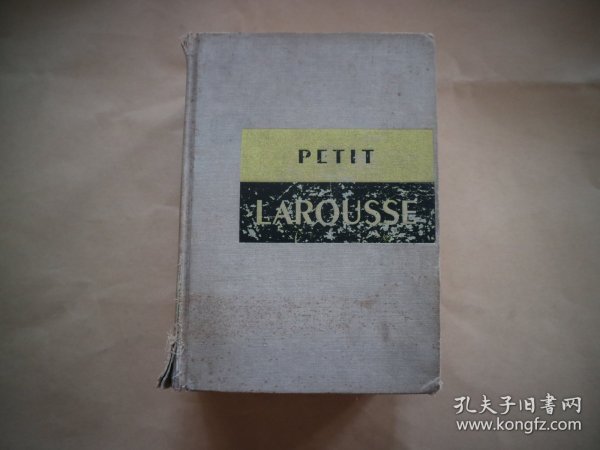 PETIT
LAROUSSE
孔夫子旧书网
www.kongfz.com